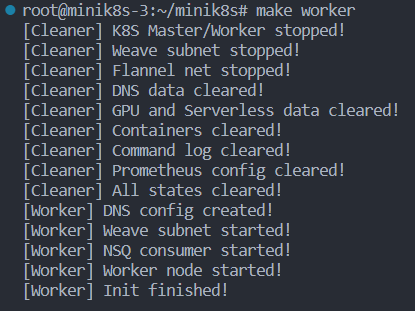 root@minik8s-3:~/minik8s# make worker
[Cleaner] K8S Master/Worker stopped!
[Cleaner] Weave subnet stopped!
[Cleaner] Flannel net stopped!
[Cleaner] DNS data cleared!
[Cleaner] GPU and Serverless data cleared!
[Cleaner] Containers cleared!
[Cleaner] Command log cleared!
[Cleaner] Prometheus config cleared!
[Cleaner] All states cleared!
[Worker] DNS config created!
[Worker] Weave subnet started!
[Worker] NSQ consumer started!
[Worker] Worker node started!
[Worker] Init finished!